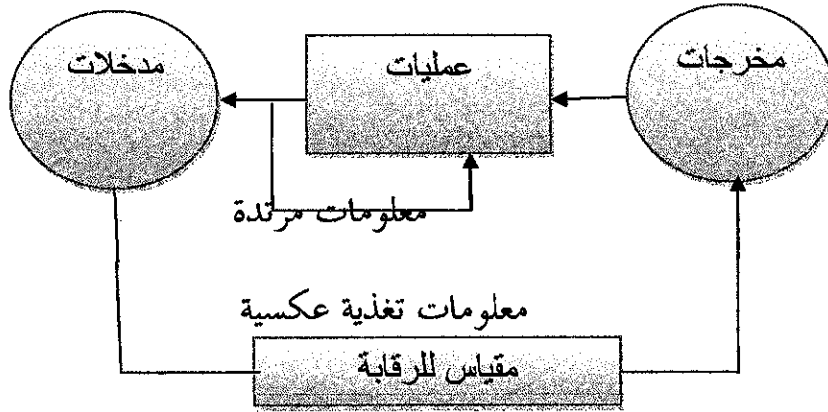 مخرجات
عمليات
مدخلات
معلومات مرتدة
معلومات تغذية عكسية
مقياس للرقابة